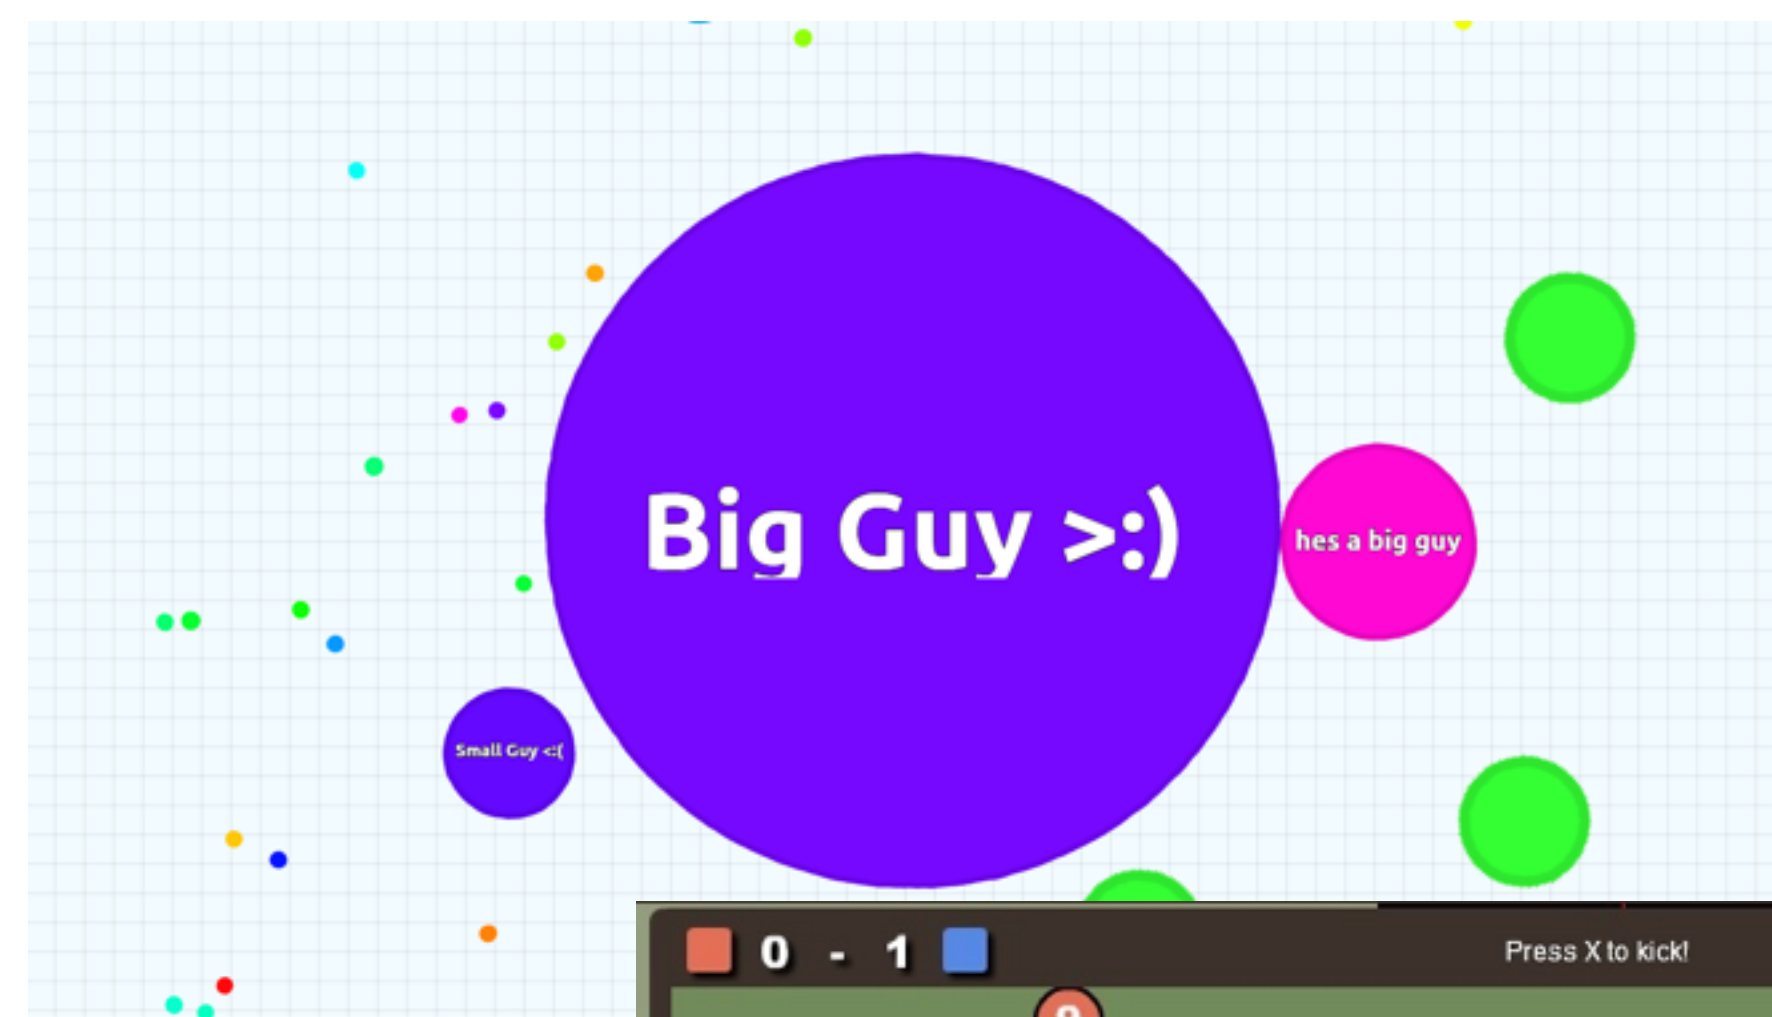 Big Guy >:)
hes a big guy
Small Guy <:(
0 - 1
Press X to kick!